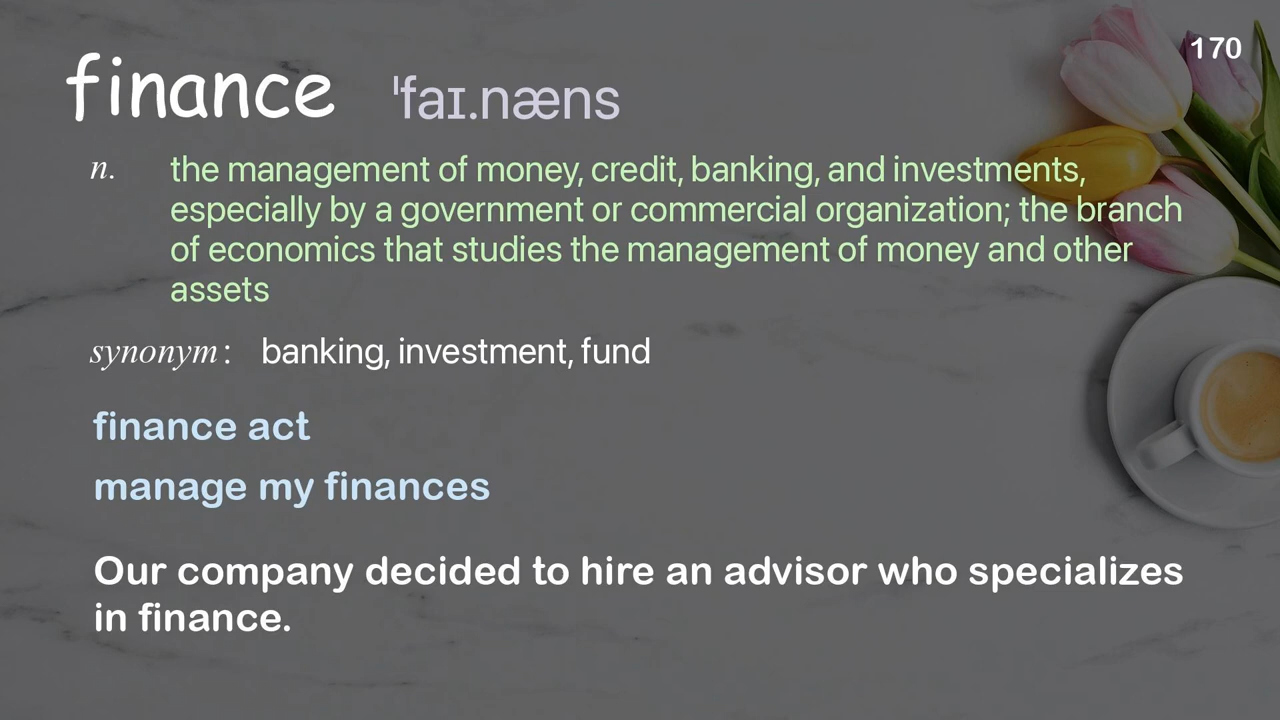 170
finance ˈfaɪ.næns
n. the management of money, credit, banking, and investments,
especially by a government or commercial organization; the branch
of economics that studies the management of money and other
assets
synonym: banking, investment, fund
finance act
manage my finances
Our company decided to hire an advisor who specializes
in finance.